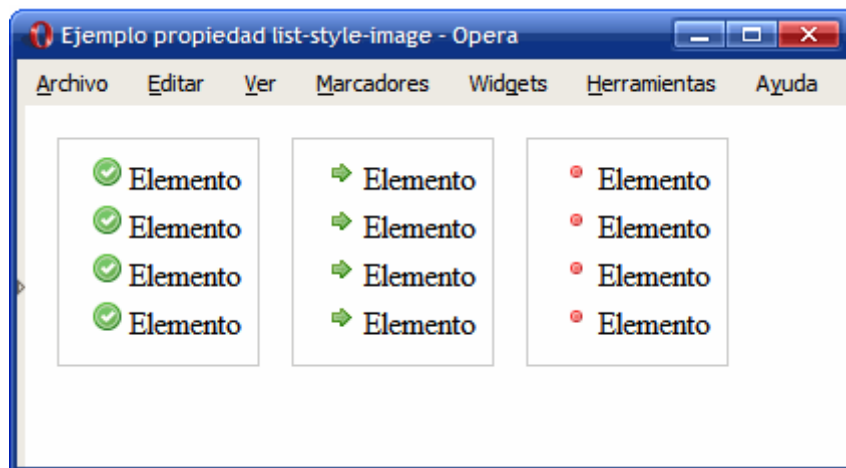 Ejemplo propiedad list-style-image - Opera
Archivo Editar Ver Marcadores Widgets Herramientas Ayuda
Elemento Elemento Elemento
Elemento Elemento Elemento
Elemento Elemento Elemento
Elemento Elemento Elemento